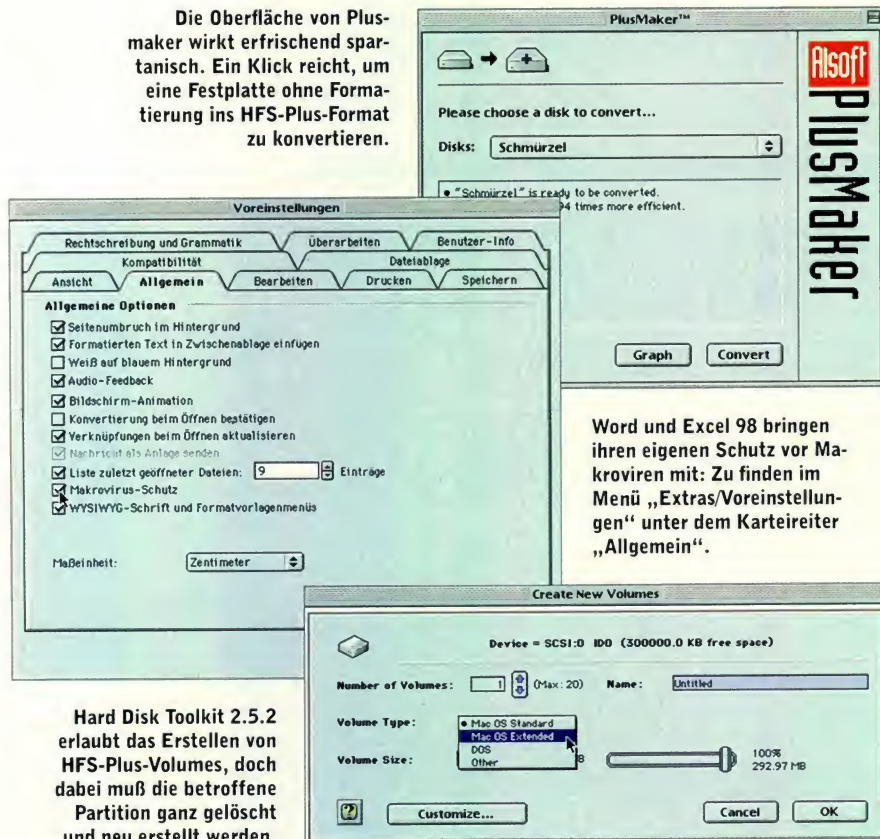 Die Oberfläche von Plus-
maker wirkt erfrischend spar-
tanisch. Ein Klick reicht, um
eine Festplatte ohne Forma-
tierung ins HFS-Plus-Format
zu konvertieren.
PlusMaker™
Please choose a disk to convert...
Disks: Schmürzel
• "Schmürzel" is ready to be converted.
94 times more efficient.
Graph Convert
Alsoft
PlusMaker
Voreinstellungen
Rechtschreibung und Grammatik Überarbeiten Benutzer-Info
Kompatibilität Dateiablage
Ansicht Allgemein Bearbeiten Drucken Speichern
Allgemeine Optionen
Seitenumbruch im Hintergrund
Formatierten Text in Zwischenablage einfügen
Weiß auf blauem Hintergrund
Audio-Feedback
Bildschirm-Animation
Konvertierung beim Öffnen bestätigen
Verknüpfungen beim Öffnen aktualisieren
Nachricht als Anlage senden
Liste zuletzt geöffneter Dateien: 9 Einträge
Makrovirus-Schutz
WYSIWYG-Schrift und Formatvorlagenmenüs
Maßeinheit: Zentimeter
Word und Excel 98 bringen
ihren eigenen Schutz vor Ma-
kroviren mit: Zu finden im
Menü „Extras/Voreinstellun-
gen“ unter dem Karteireiter
„Allgemein“.
Hard Disk Toolkit 2.5.2
erlaubt das Erstellen von
HFS-Plus-Volumes, doch
dabei muß die betroffene
Partition ganz gelöscht
und neu erstellt werden.
Create New Volumes
Device = SCSI:0 ID0 (300000.0 KB free space)
Number of Volumes: 1 (Max: 20) Name: Untitled
Volume Type: • Mac OS Standard
Mac OS Extended
DOS
Other
Volume Size: B 100%
292.97 MB
? Customize... Cancel OK